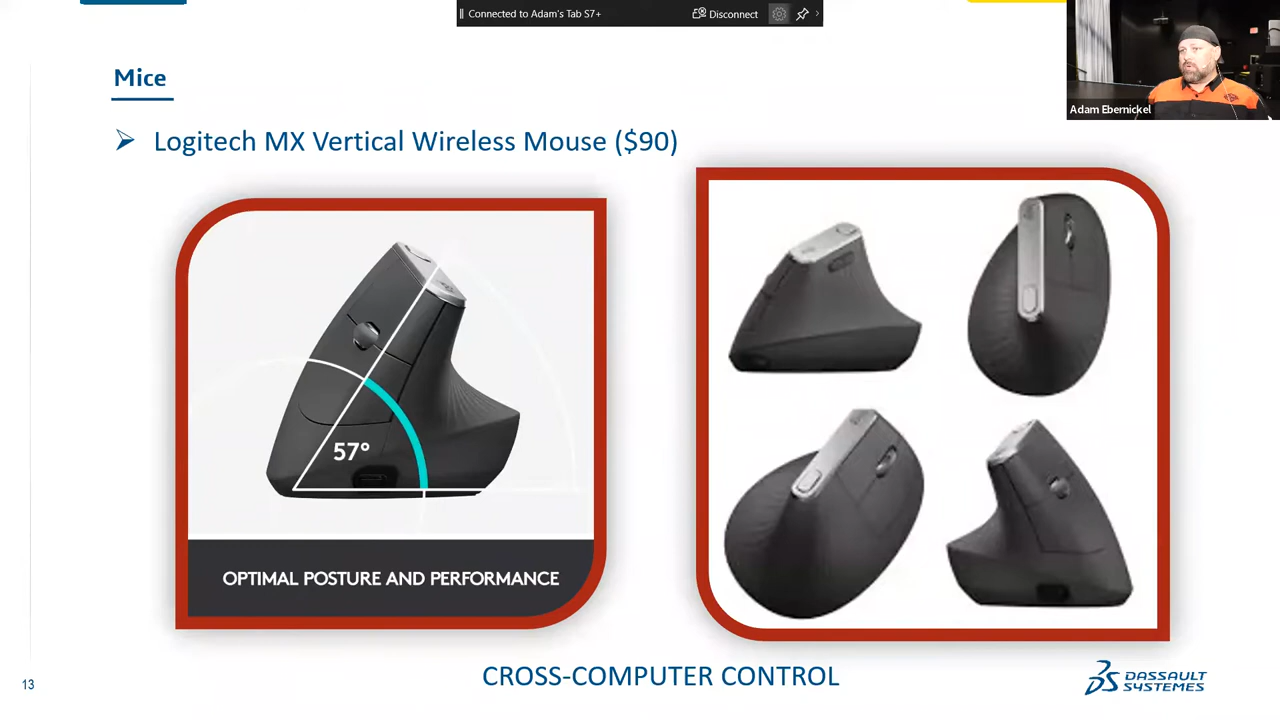 Connected to Adam's Tab S7+
Disconnect
Adam Ebernickel
Mice
Logitech MX Vertical Wireless Mouse ($90)
57°
OPTIMAL POSTURE AND PERFORMANCE
13
CROSS-COMPUTER CONTROL
DASSAULT
SYSTEMES